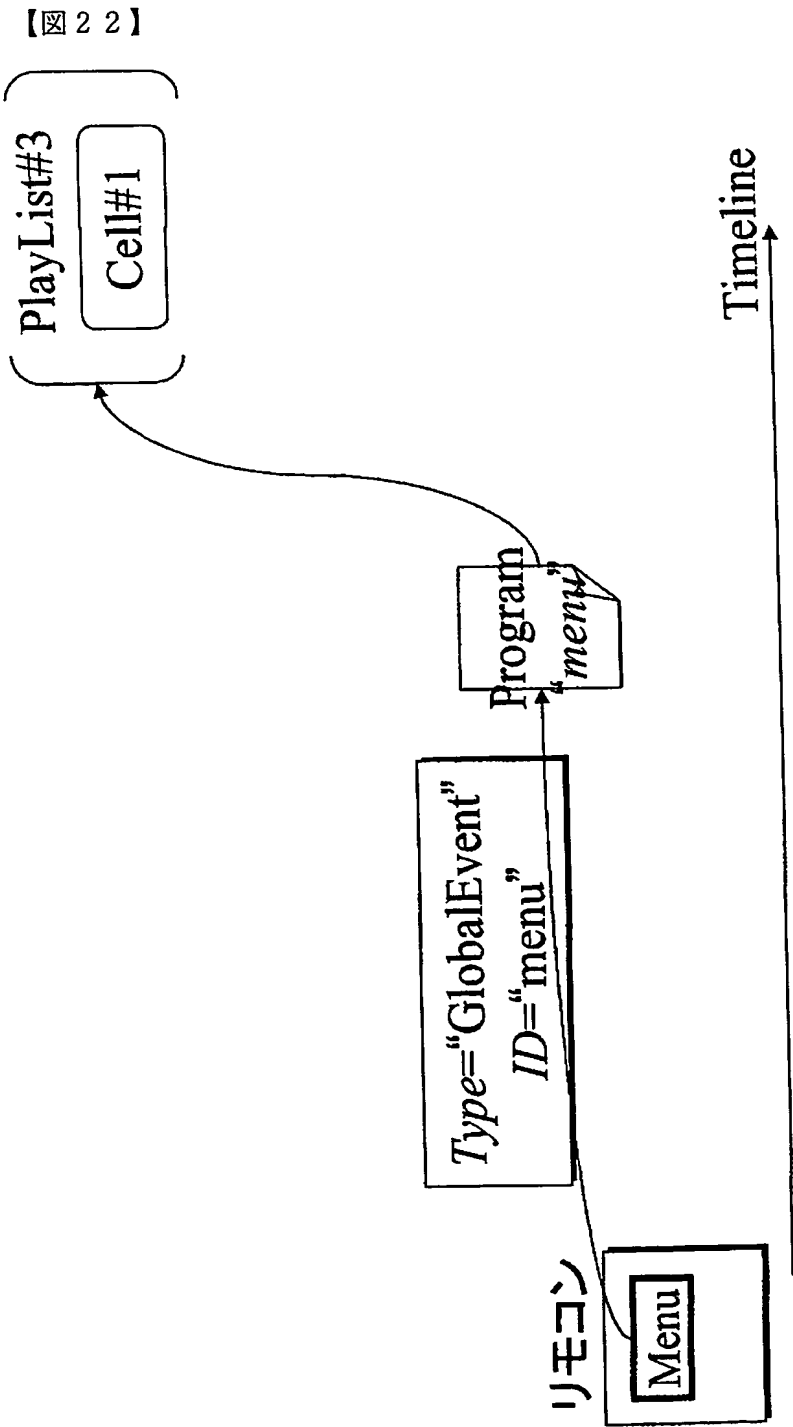 【図２２】
PlayList#3
Cell#1
Type=“GlobalEvent”
ID=“menu”
Program
“menu”
リモコン
Menu
Timeline